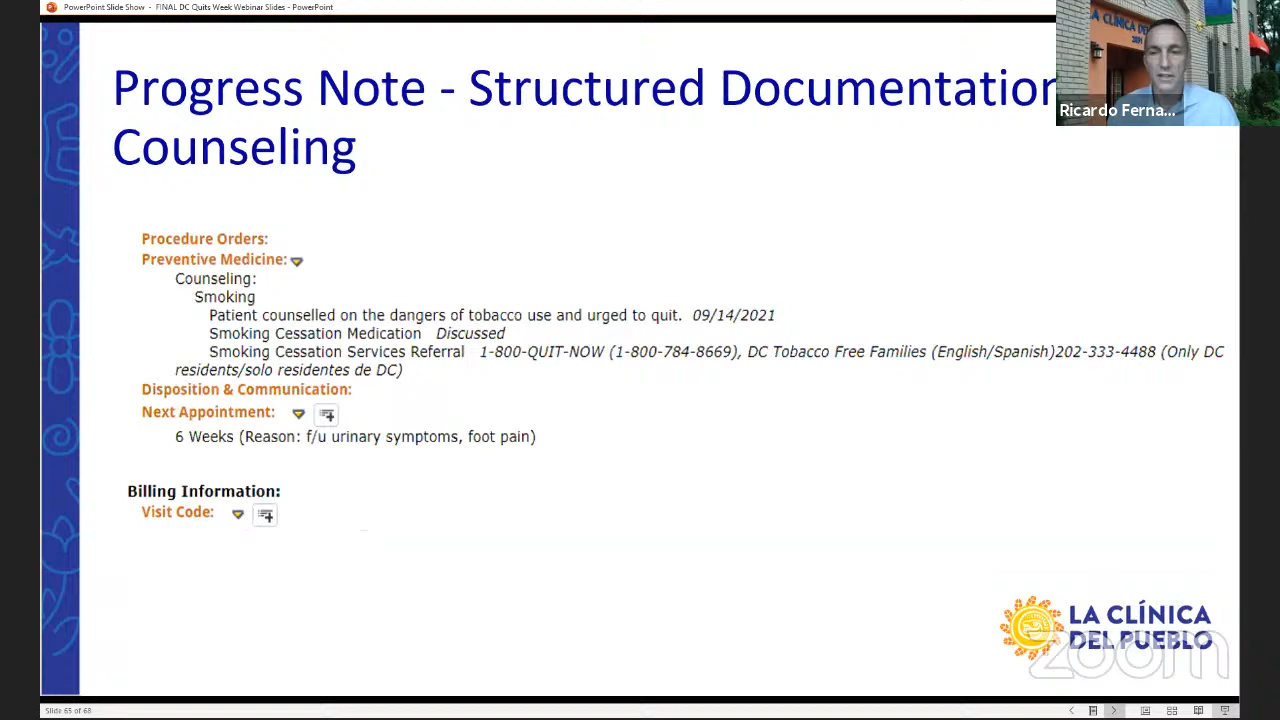 PowerPoint Slide Show - FINAL DC Quits Week Webinar Slides - PowerPoint
Progress Note - Structured Documentation
Counseling
LA CLÍNICA DE
Ricardo Ferna...
Procedure Orders:
Preventive Medicine:
Counseling:
Smoking
Patient counselled on the dangers of tobacco use and urged to quit. 09/14/2021
Smoking Cessation Medication Discussed
Smoking Cessation Services Referral 1-800-QUIT-NOW (1-800-784-8669), DC Tobacco Free Families (English/Spanish)202-333-4488 (Only DC
residents/solo residentes de DC)
Disposition & Communication:
Next Appointment:
6 Weeks (Reason: f/u urinary symptoms, foot pain)
Billing Information:
Visit Code:
LA CLÍNICA
DEL PUEBLO
zoom
Slide 65 of 68